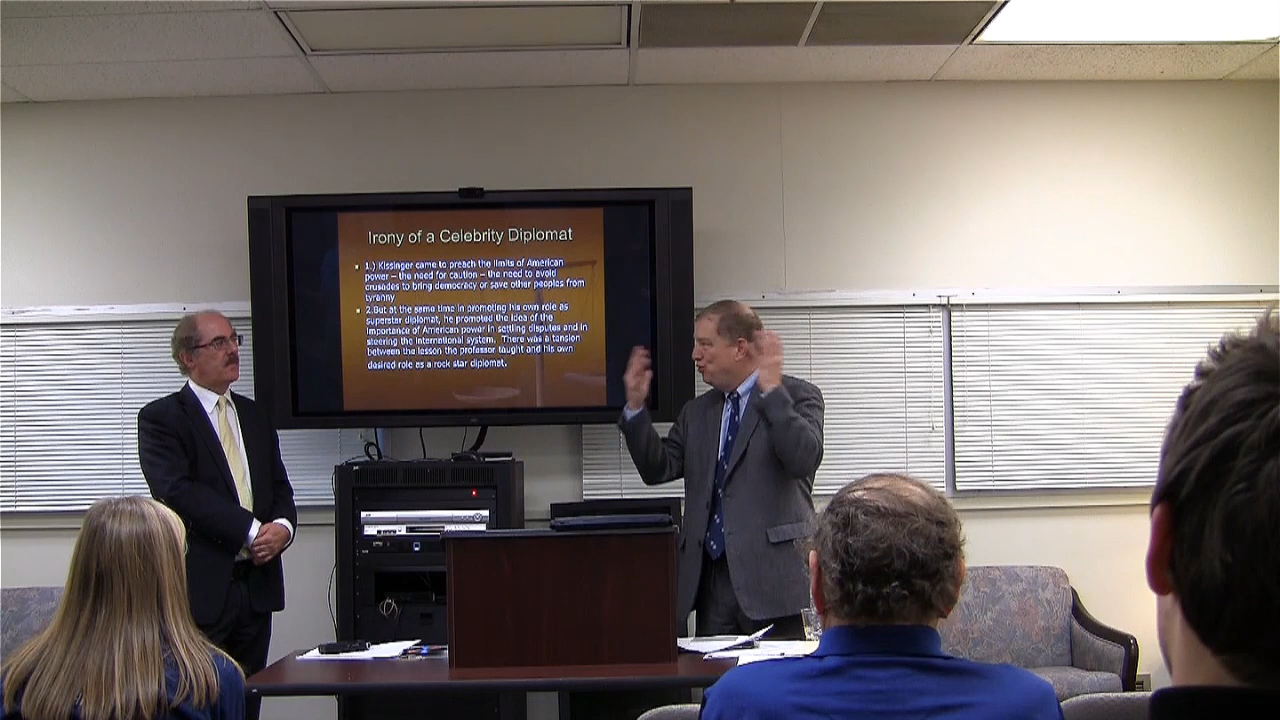 Irony of a Celebrity Diplomat
1.) Kissinger came to preach the limits of American
power – the need for caution – the need to avoid
crusades to bring democracy or save other peoples from
tyranny
2.But at the same time in promoting his own role as
superstar diplomat, he promoted the idea of the
importance of American power in settling disputes and in
steering the international system. There was a tension
between the lesson the professor taught and his own
desired role as a rock star diplomat.